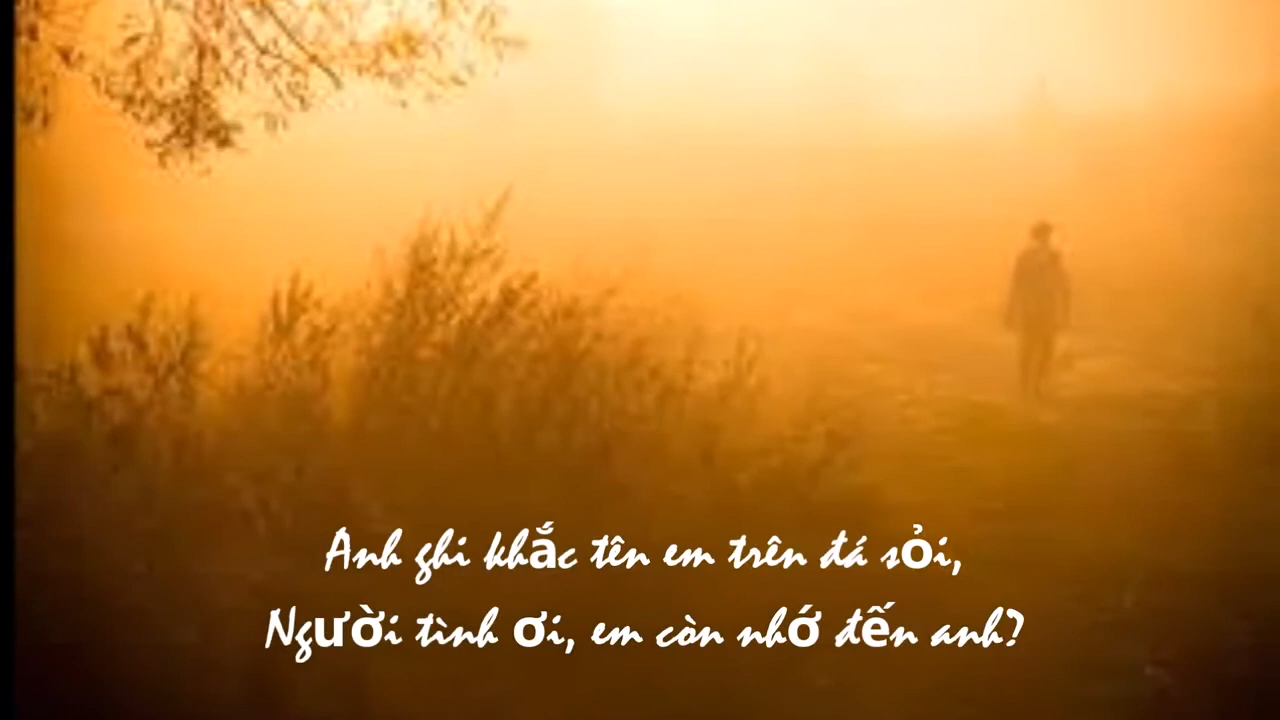 Anh ghi khắc tên em trên đá sỏi,
Người tình ơi, em còn nhớ đến anh?